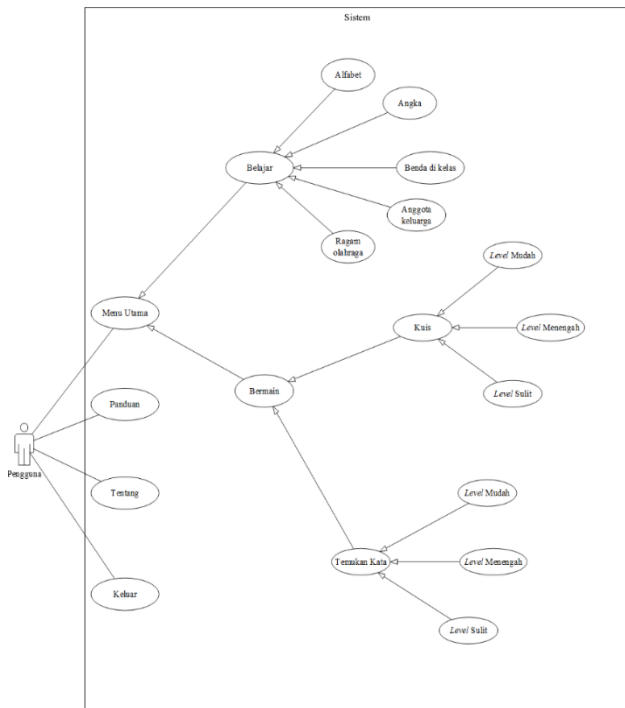 Sistem
Alfabet
Angka
Belajar
Benda di kelas
Anggota
keluarga
Ragam
olahraga
Level Mudah
Menu Utama
Kuis
Level Menengah
Bermain
Level Sulit
Panduan
Pengguna
Tentang
Level Mudah
Temukan Kata
Level Menengah
Keluar
Level Sulit